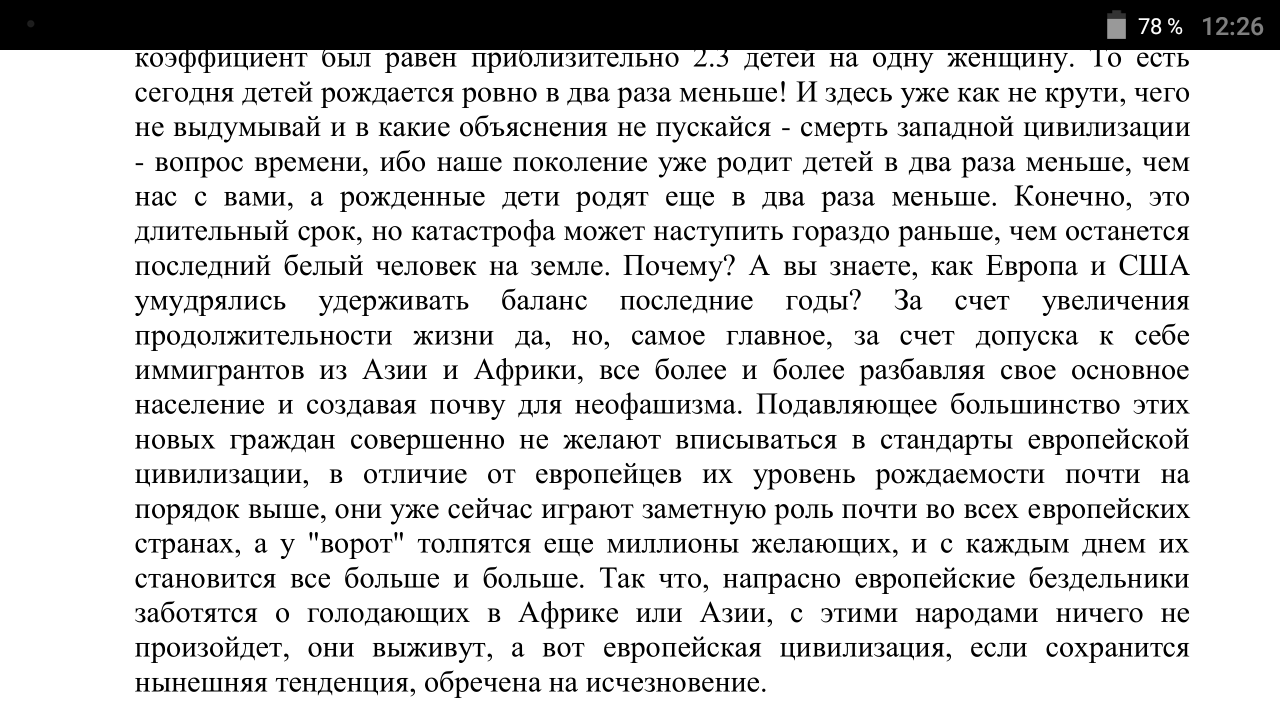 78 % 12:26
коэффициент был равен приблизительно 2.3 детей на одну женщину. То есть
сегодня детей рождается ровно в два раза меньше! И здесь уже как не крути, чего
не выдумывай и в какие объяснения не пускайся - смерть западной цивилизации
- вопрос времени, ибо наше поколение уже родит детей в два раза меньше, чем
нас с вами, а рожденные дети родят еще в два раза меньше. Конечно, это
длительный срок, но катастрофа может наступить гораздо раньше, чем останется
последний белый человек на земле. Почему? А вы знаете, как Европа и США
умудрялись удерживать баланс последние годы? За счет увеличения
продолжительности жизни да, но, самое главное, за счет допуска к себе
иммигрантов из Азии и Африки, все более и более разбавляя свое основное
население и создавая почву для неофашизма. Подавляющее большинство этих
новых граждан совершенно не желают вписываться в стандарты европейской
цивилизации, в отличие от европейцев их уровень рождаемости почти на
порядок выше, они уже сейчас играют заметную роль почти во всех европейских
странах, а у "ворот" толпятся еще миллионы желающих, и с каждым днем их
становится все больше и больше. Так что, напрасно европейские бездельники
заботятся о голодающих в Африке или Азии, с этими народами ничего не
произойдет, они выживут, а вот европейская цивилизация, если сохранится
нынешняя тенденция, обречена на исчезновение.